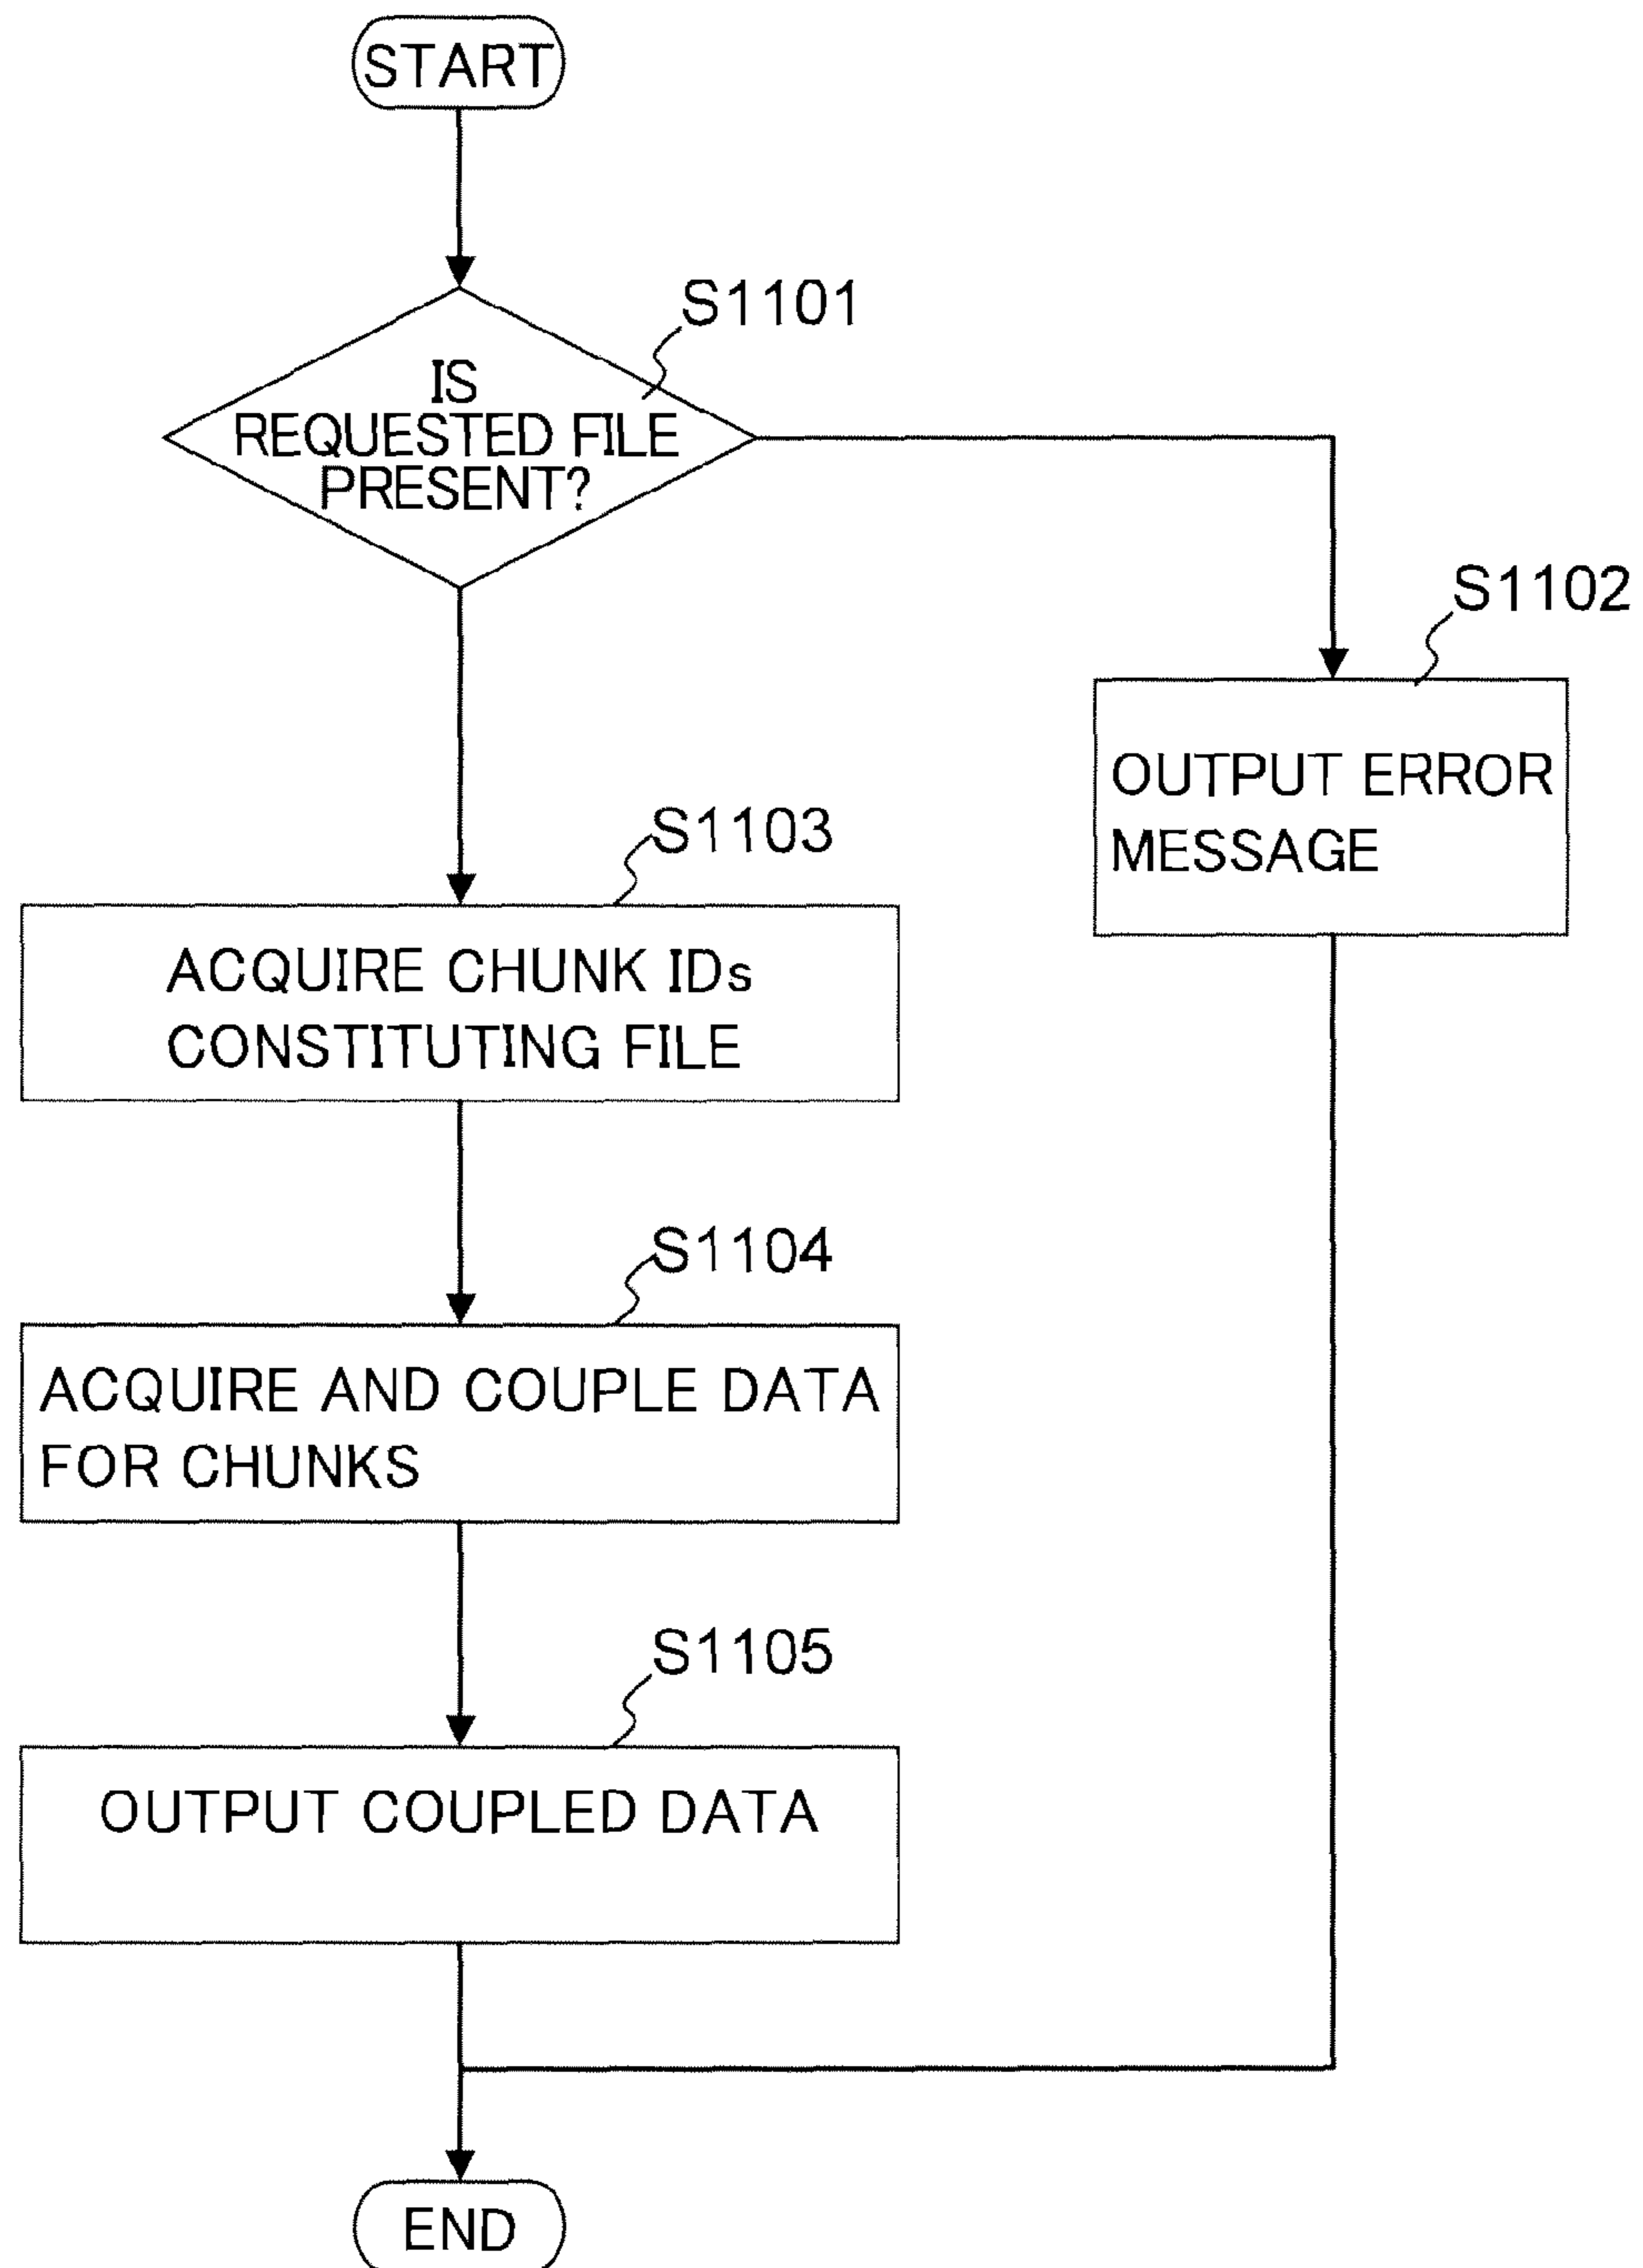 START
S1101
IS
REQUESTED FILE
PRESENT?
S1102
OUTPUT ERROR
MESSAGE
S1103
ACQUIRE CHUNK IDs
CONSTITUTING FILE
S1104
ACQUIRE AND COUPLE DATA
FOR CHUNKS
S1105
OUTPUT COUPLED DATA
END